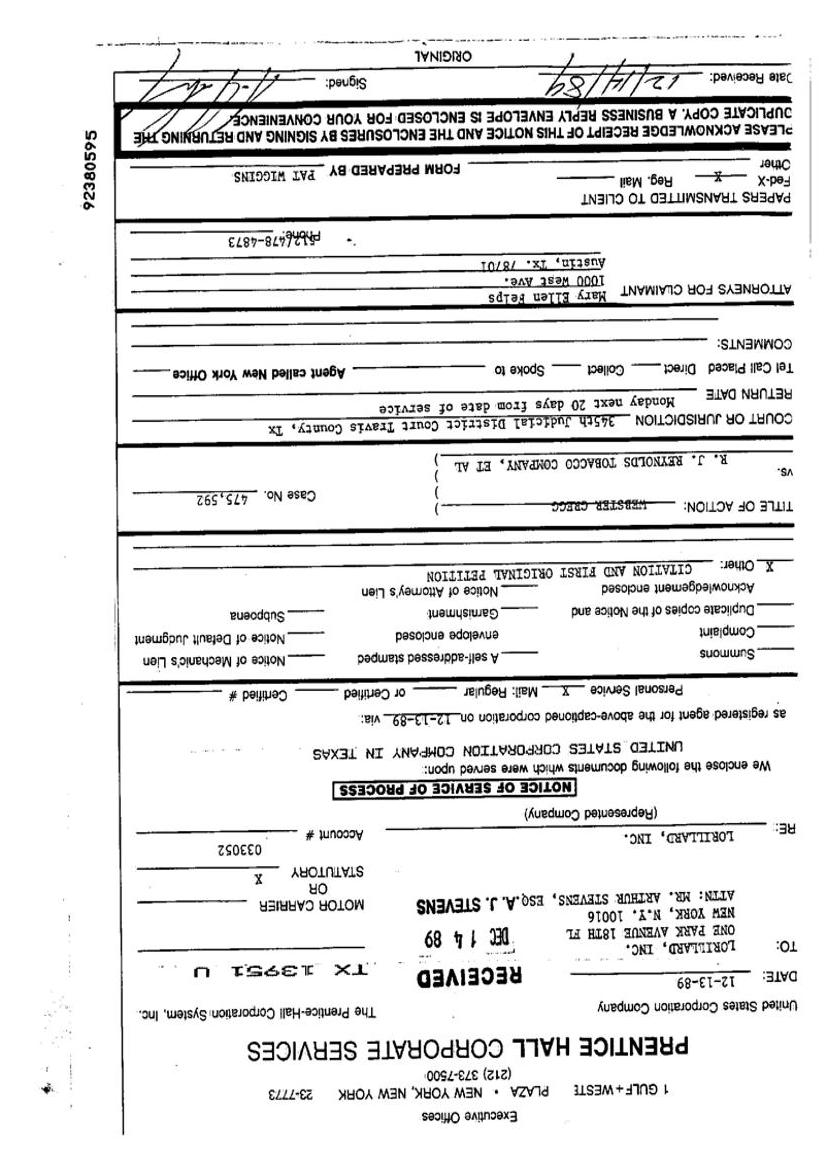 Executive Offices
1 GULF+WESTE PLAZA • NEW YORK, NEW YORK 23-7773
(212) 373-7500
PRENTICE HALL CORPORATE SERVICES
United States Corporation Company The Prentice-Hall Corporation System, Inc.
DATE: 12-13-89 RECEIVED TX 13951 U
TO: LORILLARD, INC.
ONE PARK AVENUE 18TH FL DEC 14 89
NEW YORK, N.Y. 10016 MOTOR CARRIER
ATTN: MR. ARTHUR STEVENS, ESQ. A. J. STEVENS OR
STATUTORY X
033052
RE: LORILLARD, INC. Account #
(Represented Company)
NOTICE OF SERVICE OF PROCESS
We enclose the following documents which were served upon:
UNITED STATES CORPORATION COMPANY IN TEXAS
as registered agent for the above-captioned corporation on 12-13-89 via:
Personal Service X Mail: Regular or Certified Certified #
Summons A self-addressed stamped Notice of Mechanic's Lien
Complaint envelope enclosed Notice of Default Judgment
Duplicate copies of the Notice and Garnishment Subpoena
Acknowledgement enclosed Notice of Attorney's Lien
X Other: CITATION AND FIRST ORIGINAL PETITION
TITLE OF ACTION: WEBSTER GREGG )
) Case No. 475,592
vs. )
R. J. REYNOLDS TOBACCO COMPANY, ET AL )
COURT OR JURISDICTION 345th Judicial District Court Travis County, Tx
RETURN DATE Monday next 20 days from date of service
Tel Call Placed Direct Collect Spoke to Agent called New York Office
COMMENTS:
ATTORNEYS FOR CLAIMANT Mary Ellen Felps
1000 West Ave.
Austin, Tx. 78701
Phone: 512/478-4873
PAPERS TRANSMITTED TO CLIENT
Fed-X X Reg. Mail
Other FORM PREPARED BY PAT WIGGINS
PLEASE ACKNOWLEDGE RECEIPT OF THIS NOTICE AND THE ENCLOSURES BY SIGNING AND RETURNING THE
DUPLICATE COPY. A BUSINESS REPLY ENVELOPE IS ENCLOSED FOR YOUR CONVENIENCE.
Date Received: 12/14/89 Signed:
ORIGINAL
92380595